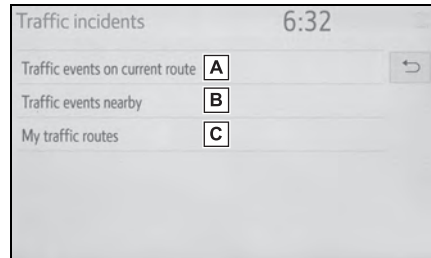 Traffic incidents 6:32
Traffic events on current route A
Traffic events nearby B
My traffic routes C